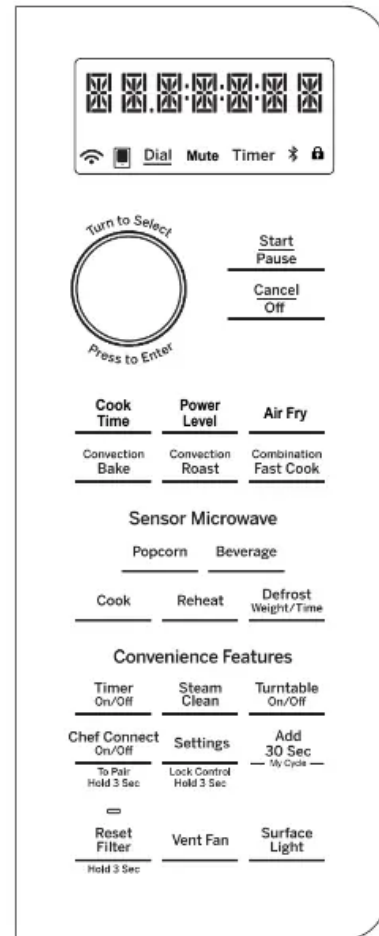 Dial Mute Timer
Turn to Select
Press to Enter
Start
Pause
Cancel
Off
Cook
Time
Power
Level
Air Fry
Convection
Bake
Convection
Roast
Combination
Fast Cook
Sensor Microwave
Popcorn
Beverage
Cook
Reheat
Defrost
Weight/Time
Convenience Features
Timer
On/Off
Steam
Clean
Turntable
On/Off
Chef Connect
On/Off
To Pair
Hold 3 Sec
Settings
Lock Control
Hold 3 Sec
Add
30 Sec
My Cycle
Reset
Filter
Hold 3 Sec
Vent Fan
Surface
Light